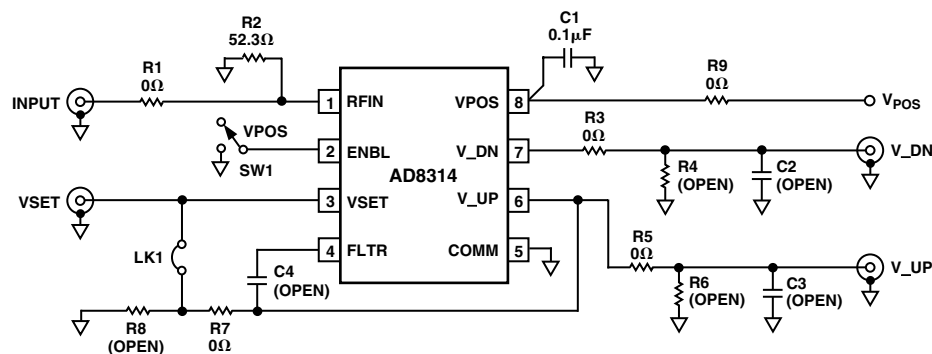 C1
0.1μF
R2
52.3Ω
R1
0Ω
R9
0Ω
INPUT
1
RFIN
VPOS
8
VPOS
R3
0Ω
VPOS
SW1
2
ENBL
V_DN
7
V_DN
AD8314
R4
(OPEN)
C2
(OPEN)
VSET
3
VSET
V_UP
6
R5
0Ω
LK1
4
FLTR
COMM
5
V_UP
C4
(OPEN)
R6
(OPEN)
C3
(OPEN)
R8
(OPEN)
R7
0Ω